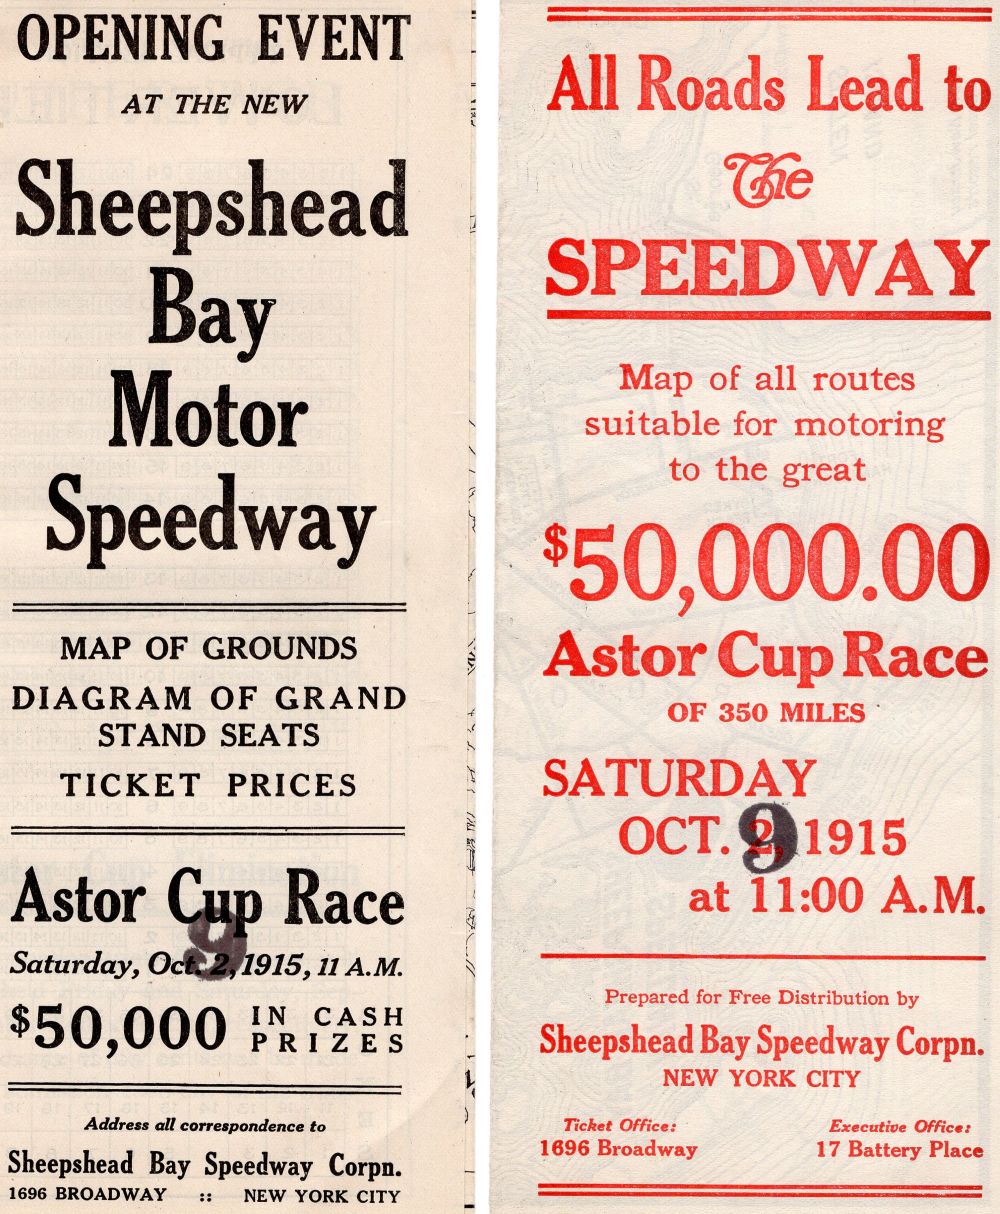 OPENING EVENT
AT THE NEW
Sheepshead
Bay
Motor
Speedway
MAP OF GROUNDS
DIAGRAM OF GRAND
STAND SEATS
TICKET PRICES
Astor Cup Race
9
Saturday, Oct. 2, 1915, 11 A.M.
$50,000 IN CASH
PRIZES
Address all correspondence to
Sheepshead Bay Speedway Corpn.
1696 BROADWAY :: NEW YORK CITY
All Roads Lead to
The
SPEEDWAY
Map of all routes
suitable for motoring
to the great
$50,000.00
Astor Cup Race
OF 350 MILES
SATURDAY
OCT. 2, 1915
9
at 11:00 A.M.
Prepared for Free Distribution by
Sheepshead Bay Speedway Corpn.
NEW YORK CITY
Ticket Office:
1696 Broadway
Executive Office:
17 Battery Place